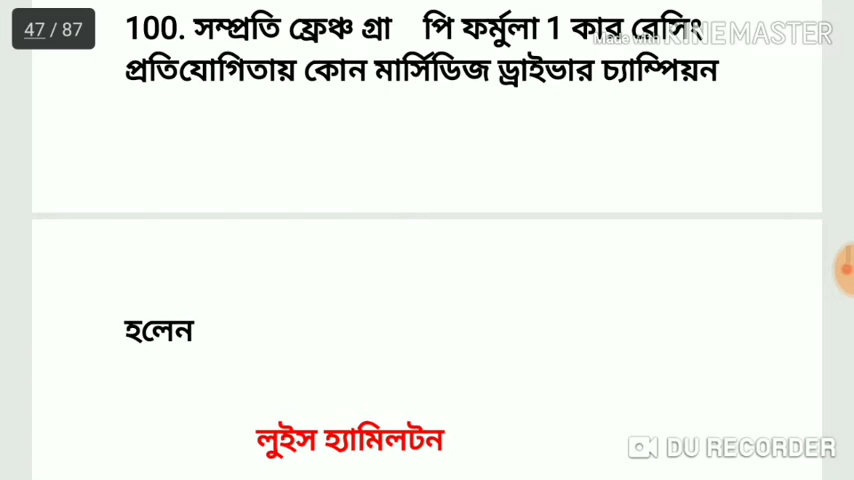 47 / 87
100. সম্প্রতি ফ্রেঞ্চ গ্রা পি ফর্মুলা 1 কার রেসিং
Made with KINEMASTER
প্রতিযোগিতায় কোন মার্সিডিজ ড্রাইভার চ্যাম্পিয়ন
হলেন
লুইস হ্যামিলটন
DU RECORDER